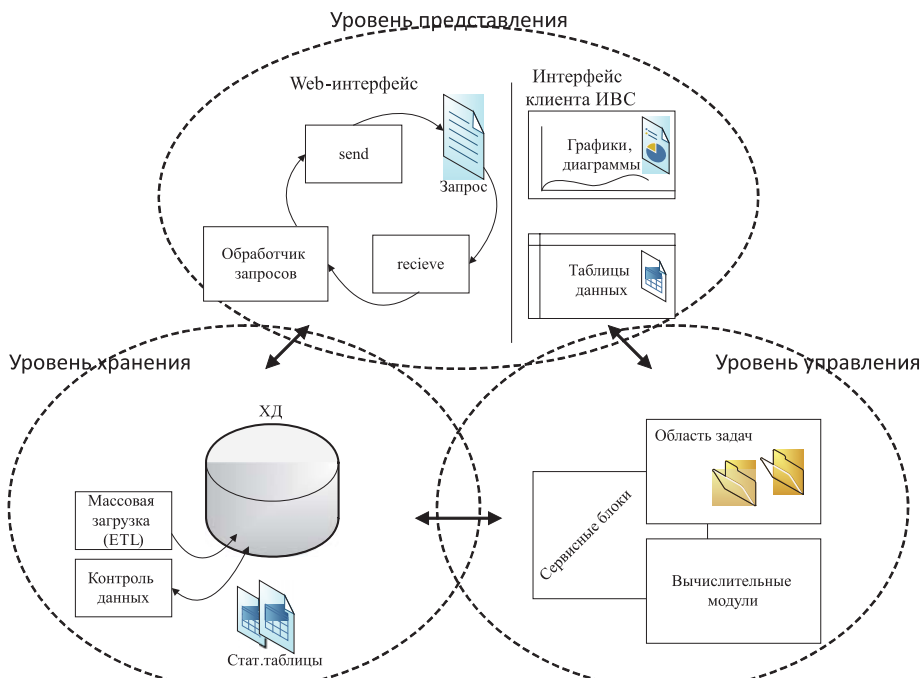 Уровень представления
Web-интерфейс
Интерфейс
клиента ИВС
send
Запрос
Графики,
диаграммы
Обработчик
запросов
recieve
Таблицы
данных
Уровень хранения
Уровень управления
ХД
Массовая
загрузка
(ETL)
Контроль
данных
Стат.таблицы
Область задач
Сервисные блоки
Вычислительные
модули